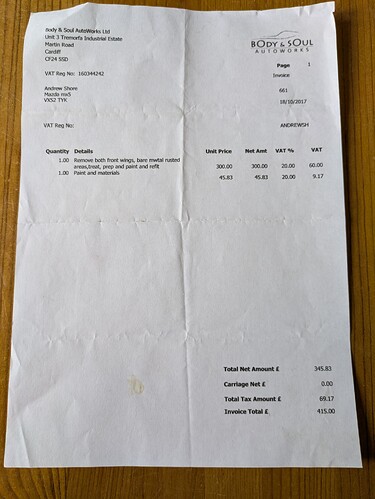 Body & Soul AutoWorks Ltd
Unit 3 Tremorfa Industrial Estate
Martin Road
Cardiff
CF24 5SD
BODY & SOUL
AUTOWORKS
Page 1
VAT Reg No: 160344242
Invoice
Andrew Shore
Mazda mx5
VX52 TYK
661
18/10/2017
VAT Reg No:
ANDREWSH
Quantity Details Unit Price Net Amt VAT % VAT
1.00 Remove both front wings, bare mwtal rusted
areas,treat, prep and paint and refit 300.00 300.00 20.00 60.00
1.00 Paint and materials 45.83 45.83 20.00 9.17
Total Net Amount £ 345.83
Carriage Net £ 0.00
Total Tax Amount £ 69.17
Invoice Total £ 415.00